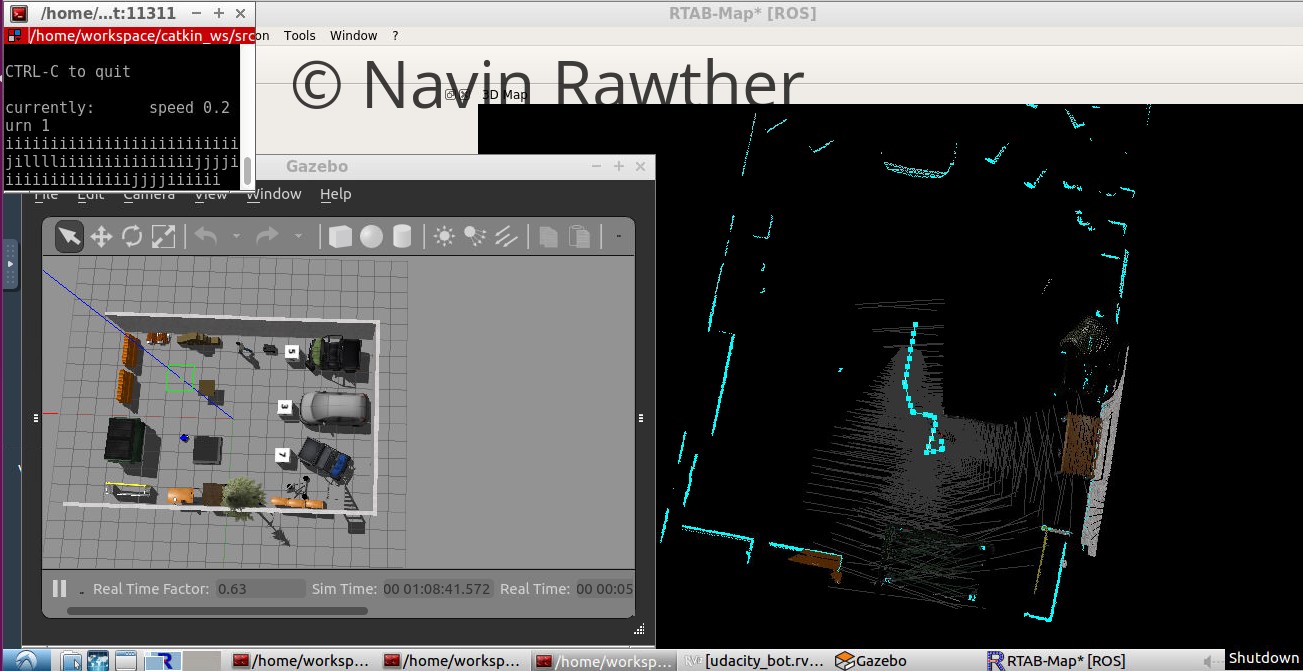 /home/...t:11311
RTAB-Map* [ROS]
/home/workspace/catkin_ws/src
on Tools Window ?
CTRL-C to quit
© Navin Rawther
3D Map
currently: speed 0.2
urn 1
iiiiiiiiiiiiiiiiiiiiiiiiii
jilllliiiiiiiiiiiiiiijjjji
iiiiiiiiiiiiiijjjjiiiiii
Gazebo
File Edit Camera View Window Help
5
3
7
Real Time Factor: 0.63 Sim Time: 00 01:08:41.572 Real Time: 00 00:05
/home/worksp... /home/worksp... /home/worksp... [udacity_bot.rv... Gazebo RTAB-Map* [ROS] Shutdown